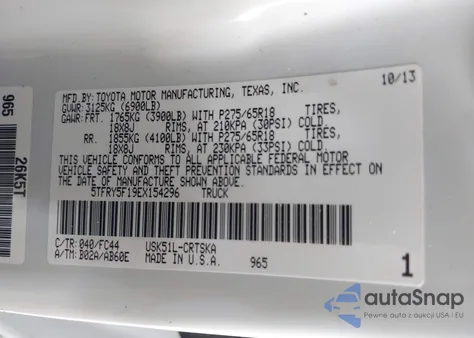 MFD.BY:TOYOTA MOTOR MANUFACTURING, TEXAS, INC. 10/13
GVWR: 3125KG (6900LB)
GAWR:FRT. 1765KG (3900LB) WITH P275/65R18 TIRES,
18X8J RIMS, AT 210KPA (30PSI) COLD.
RR. 1855KG (4100LB) WITH P275/65R18 TIRES,
18X8J RIMS, AT 230KPA (33PSI) COLD.
THIS VEHICLE CONFORMS TO ALL APPLICABLE FEDERAL MOTOR
VEHICLE SAFETY AND THEFT PREVENTION STANDARDS IN EFFECT ON
THE DATE OF MANUFACTURE SHOWN ABOVE.
5TFRY5F19EX154296 TRUCK
C/TR: 040/FC44 USK51L-CRTSKA
A/TM: B02A/AB60E MADE IN U.S.A. 965 1
965
26K5T
autoSnap
Pewne auto z USA i EU